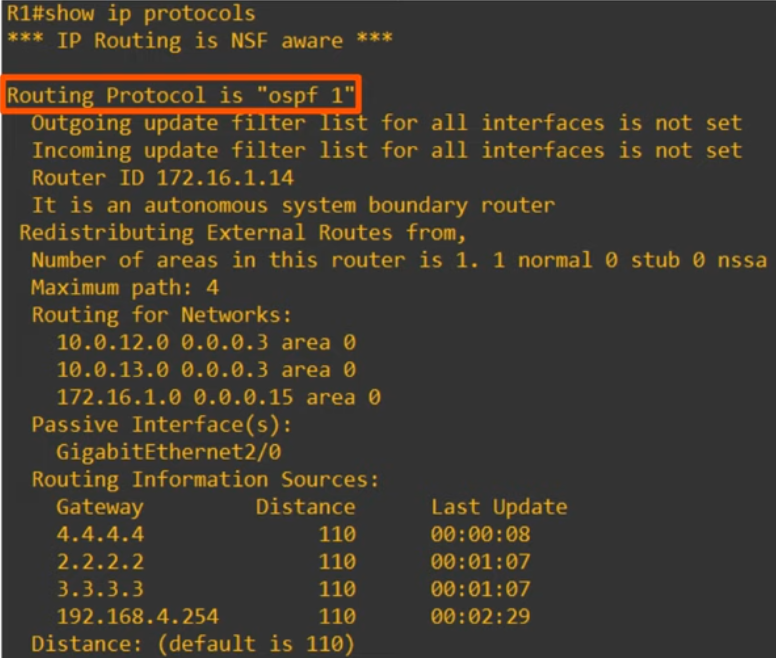 R1#show ip protocols
*** IP Routing is NSF aware ***
Routing Protocol is "ospf 1"
Outgoing update filter list for all interfaces is not set
Incoming update filter list for all interfaces is not set
Router ID 172.16.1.14
It is an autonomous system boundary router
Redistributing External Routes from,
Number of areas in this router is 1. 1 normal 0 stub 0 nssa
Maximum path: 4
Routing for Networks:
10.0.12.0 0.0.0.3 area 0
10.0.13.0 0.0.0.3 area 0
172.16.1.0 0.0.0.15 area 0
Passive Interface(s):
GigabitEthernet2/0
Routing Information Sources:
Gateway Distance Last Update
4.4.4.4 110 00:00:08
2.2.2.2 110 00:01:07
3.3.3.3 110 00:01:07
192.168.4.254 110 00:02:29
Distance: (default is 110)